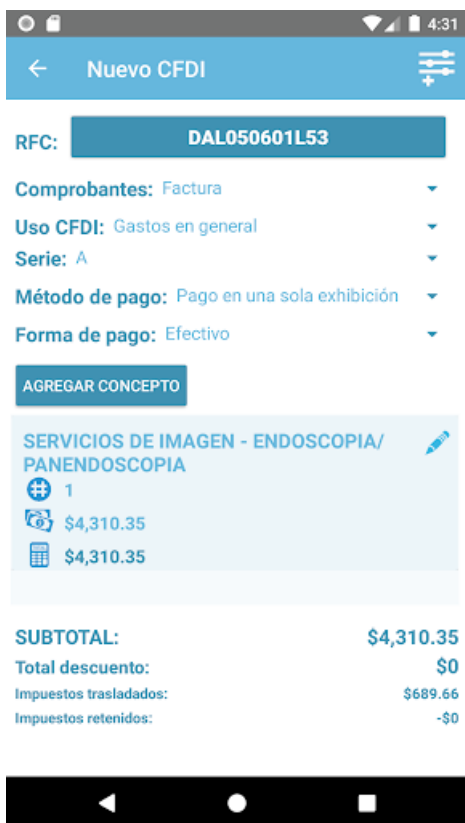 4:31
Nuevo CFDI
RFC: DAL050601L53
Comprobantes: Factura
Uso CFDI: Gastos en general
Serie: A
Método de pago: Pago en una sola exhibición
Forma de pago: Efectivo
AGREGAR CONCEPTO
SERVICIOS DE IMAGEN - ENDOSCOPIA/
PANENDOSCOPIA
1
$4,310.35
$4,310.35
SUBTOTAL: $4,310.35
Total descuento: $0
Impuestos trasladados: $689.66
Impuestos retenidos: -$0